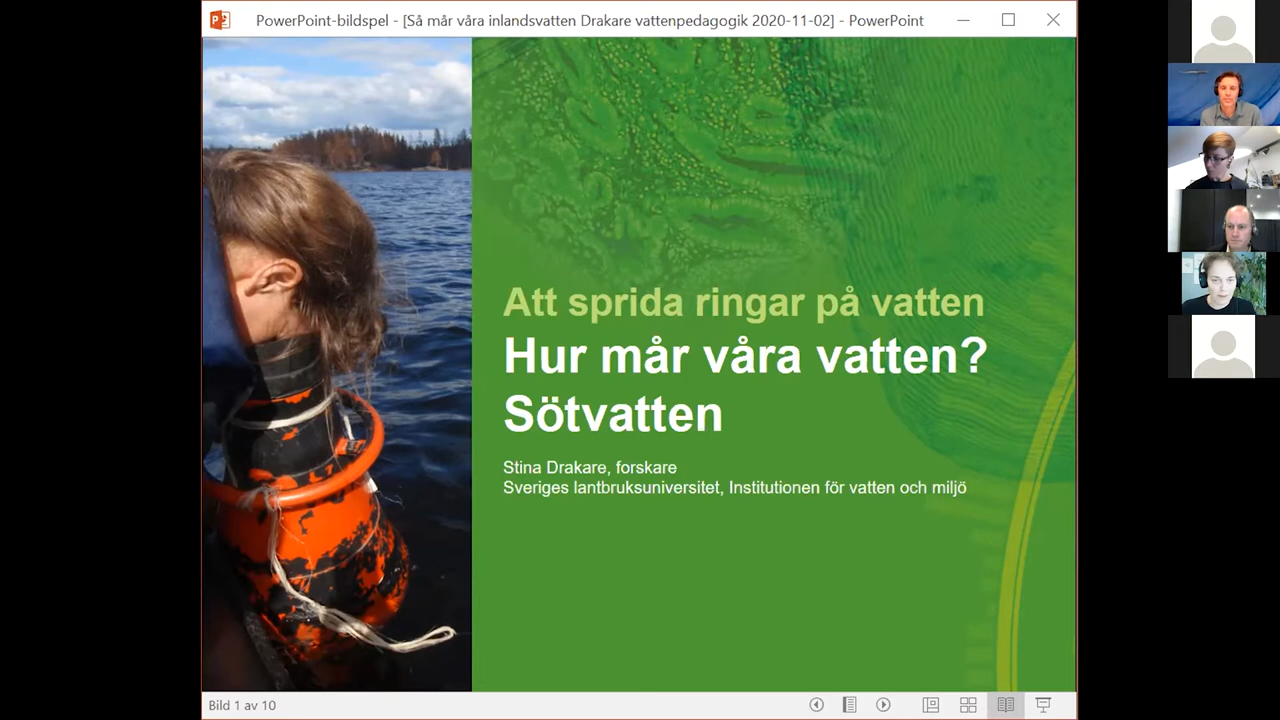 PowerPoint-bildspel - [Så mår våra inlandsvatten Drakare vattenpedagogik 2020-11-02] - PowerPoint
Att sprida ringar på vatten
Hur mår våra vatten?
Sötvatten
Stina Drakare, forskare
Sveriges lantbruksuniversitet, Institutionen för vatten och miljö
Bild 1 av 10